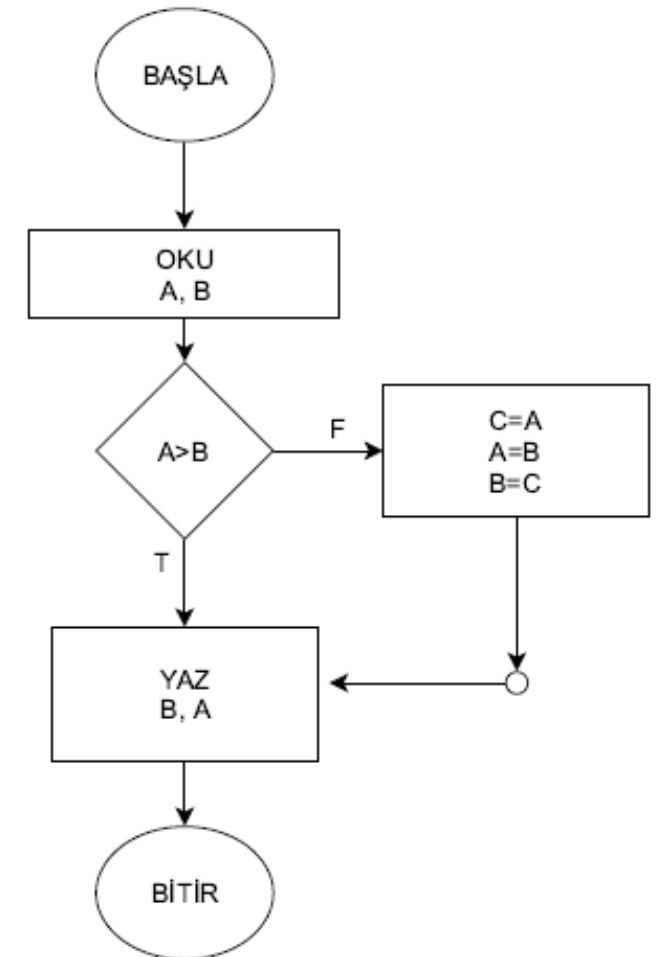 BAŞLA
OKU
A, B
A>B
F
C=A
A=B
B=C
T
YAZ
B, A
BİTİR